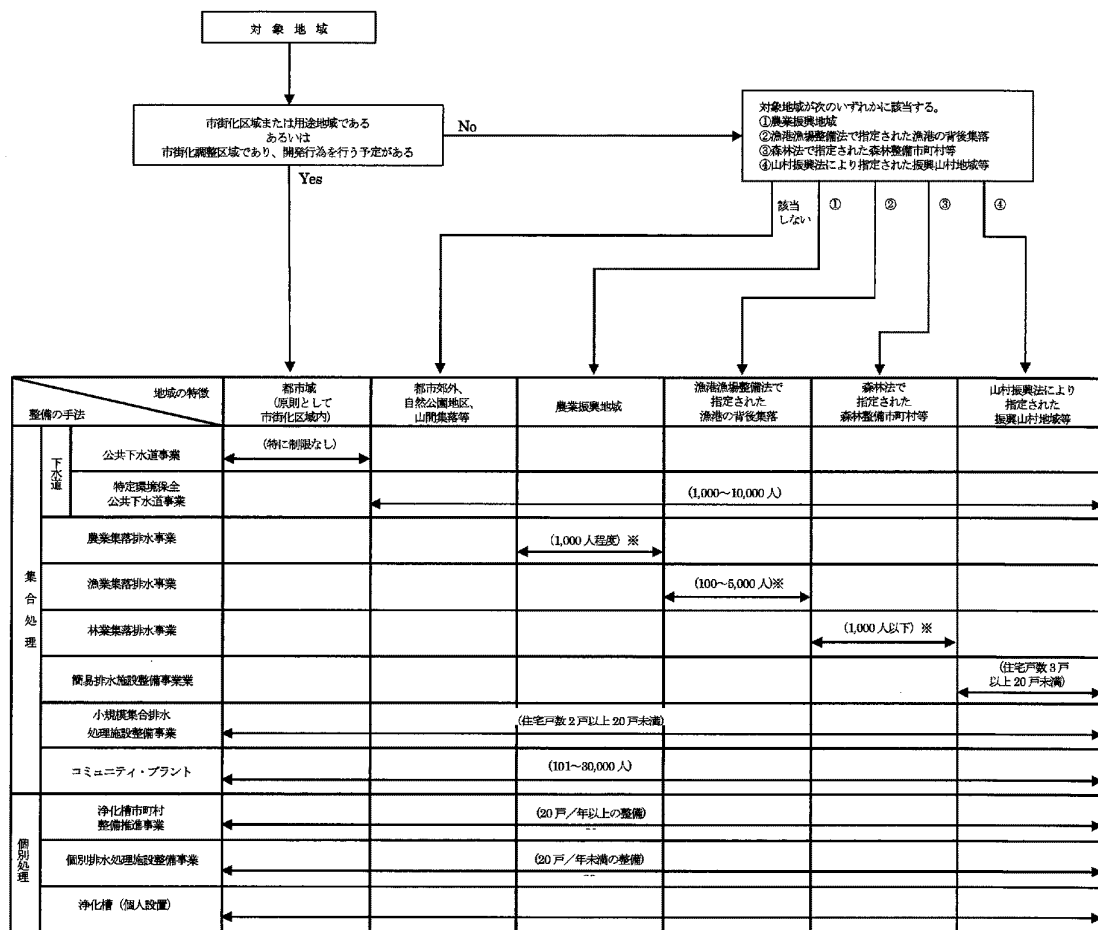 対象地域
市街化区域または用途地域である
あるいは
市街化調整区域であり、開発行為を行う予定がある
No
Yes
対象地域が次のいずれかに該当する。
①農業振興地域
②漁港漁場整備法で指定された漁港の背後集落
③森林法で指定された森林整備市町村等
④山村振興法により指定された振興山村地域等
該当
しない
①
②
③
④
地域の特徴
整備の手法
都市域
(原則として
市街化区域内)
都市郊外、
自然公園地区、
山間集落等
農業振興地域
漁港漁場整備法で
指定された
漁港の背後集落
森林法で
指定された
森林整備市町村等
山村振興法により
指定された
振興山村地域等
集合処理
下水道
公共下水道事業
(特に制限なし)
特定環境保全
公共下水道事業
(1,000～10,000人)
農業集落排水事業
(1,000人程度)※
漁業集落排水事業
(100～5,000人)※
林業集落排水事業
(1,000人以下)※
簡易排水施設整備事業業
(住宅戸数3戸
以上20戸未満)
小規模集合排水
処理施設整備事業
(住宅戸数2戸以上20戸未満)
コミュニティ・プラント
(101～30,000人)
個別処理
浄化槽市町村
整備推進事業
(20戸／年以上の整備)
個別排水処理施設整備事業
(20戸／年未満の整備)
浄化槽（個人設置）